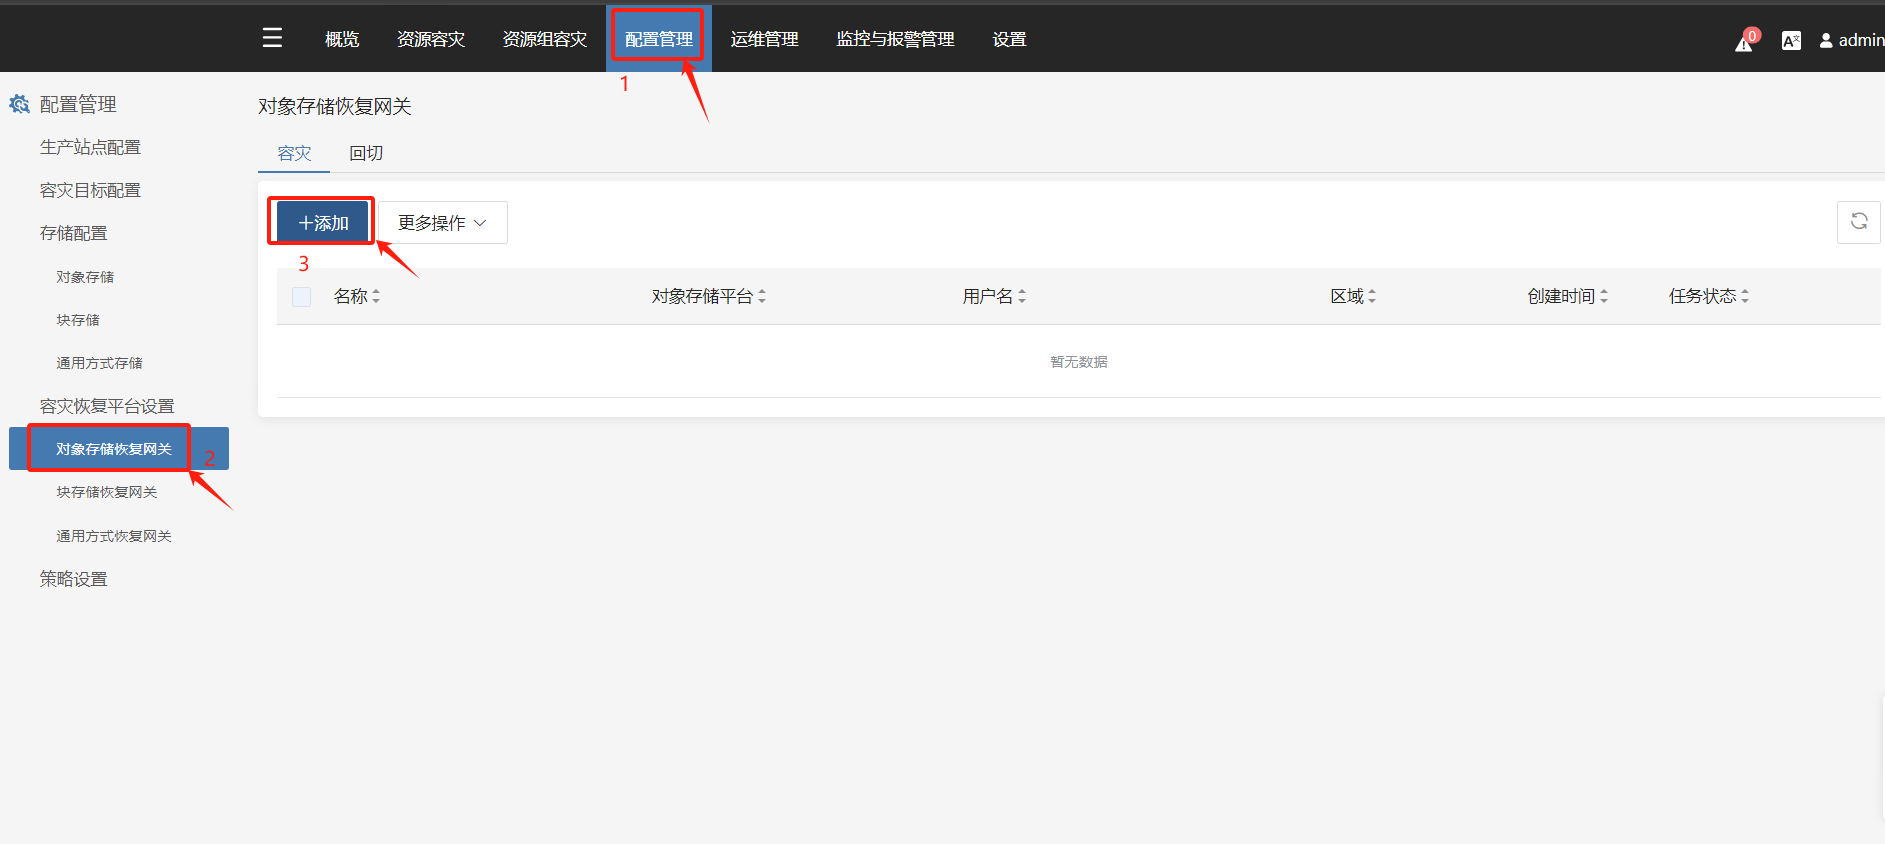 概览 资源容灾 资源组容灾 配置管理 运维管理 监控与报警管理 设置 0 A文 admin
1
配置管理
生产站点配置
容灾目标配置
存储配置
对象存储
块存储
通用方式存储
容灾恢复平台设置
对象存储恢复网关 2
块存储恢复网关
通用方式恢复网关
策略设置
对象存储恢复网关
容灾 回切
+添加 更多操作
3
名称 对象存储平台 用户名 区域 创建时间 任务状态
暂无数据